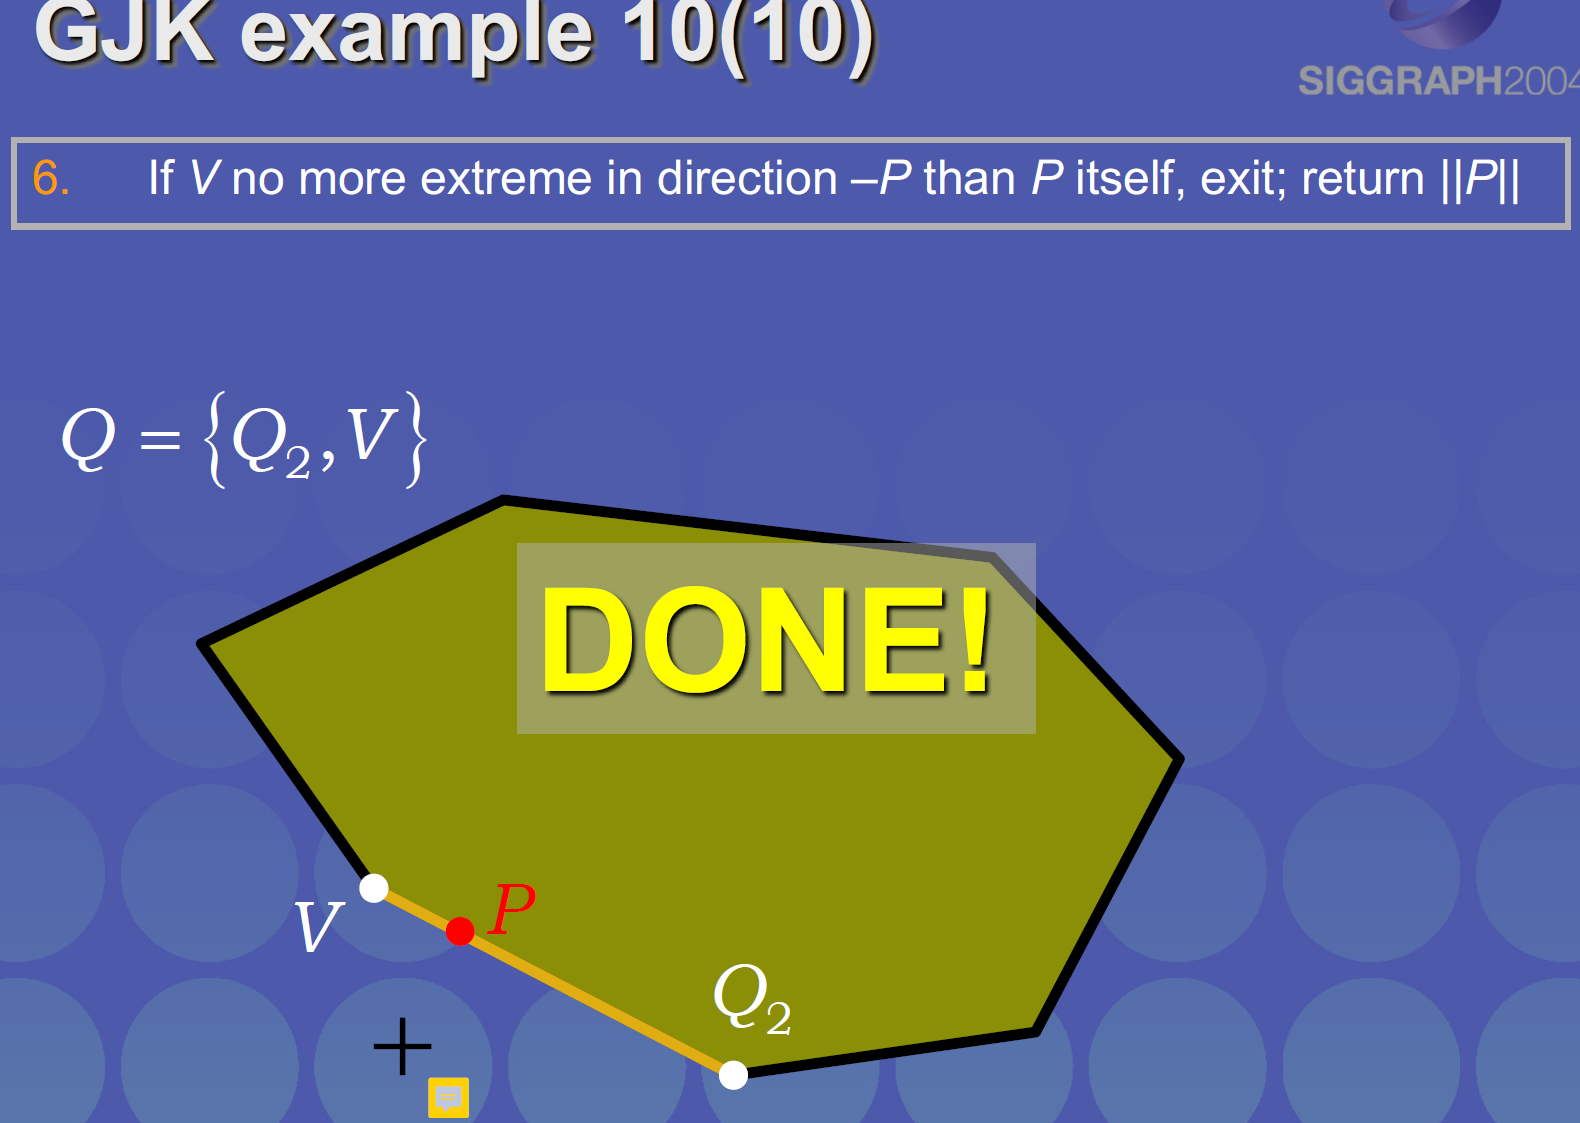 GJK example 10(10)
SIGGRAPH2004
6. If V no more extreme in direction –P than P itself, exit; return ||P||
Q = {Q₂,V}
DONE!
V
P
Q₂